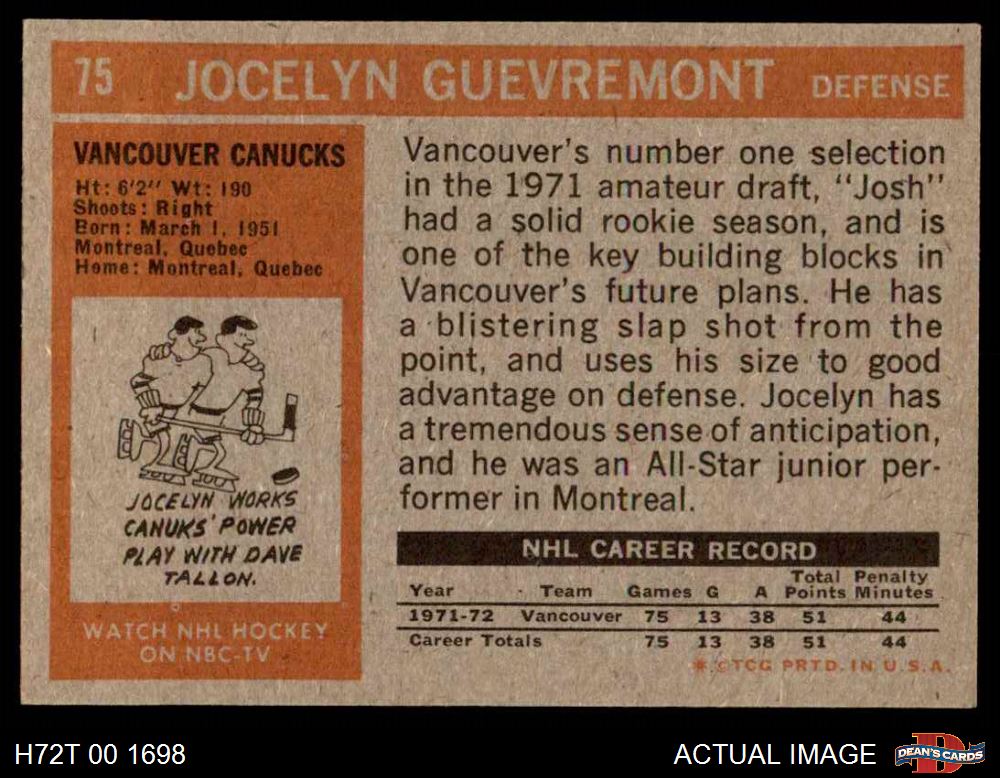 75 JOCELYN GUEVREMONT DEFENSE
VANCOUVER CANUCKS
Ht: 6'2" Wt: 190
Shoots: Right
Born: March 1, 1951
Montreal, Quebec
Home: Montreal, Quebec
JOCELYN WORKS
CANUKS' POWER
PLAY WITH DAVE
TALLON.
WATCH NHL HOCKEY
ON NBC-TV
Vancouver's number one selection
in the 1971 amateur draft, "Josh"
had a solid rookie season, and is
one of the key building blocks in
Vancouver's future plans. He has
a blistering slap shot from the
point, and uses his size to good
advantage on defense. Jocelyn has
a tremendous sense of anticipation,
and he was an All-Star junior per-
former in Montreal.
NHL CAREER RECORD
Year Team Games G A Total Points Penalty Minutes
1971-72 Vancouver 75 13 38 51 44
Career Totals 75 13 38 51 44
*©TCG PRTD. IN U.S.A.
H72T 00 1698
ACTUAL IMAGE
DEAN'S CARDS